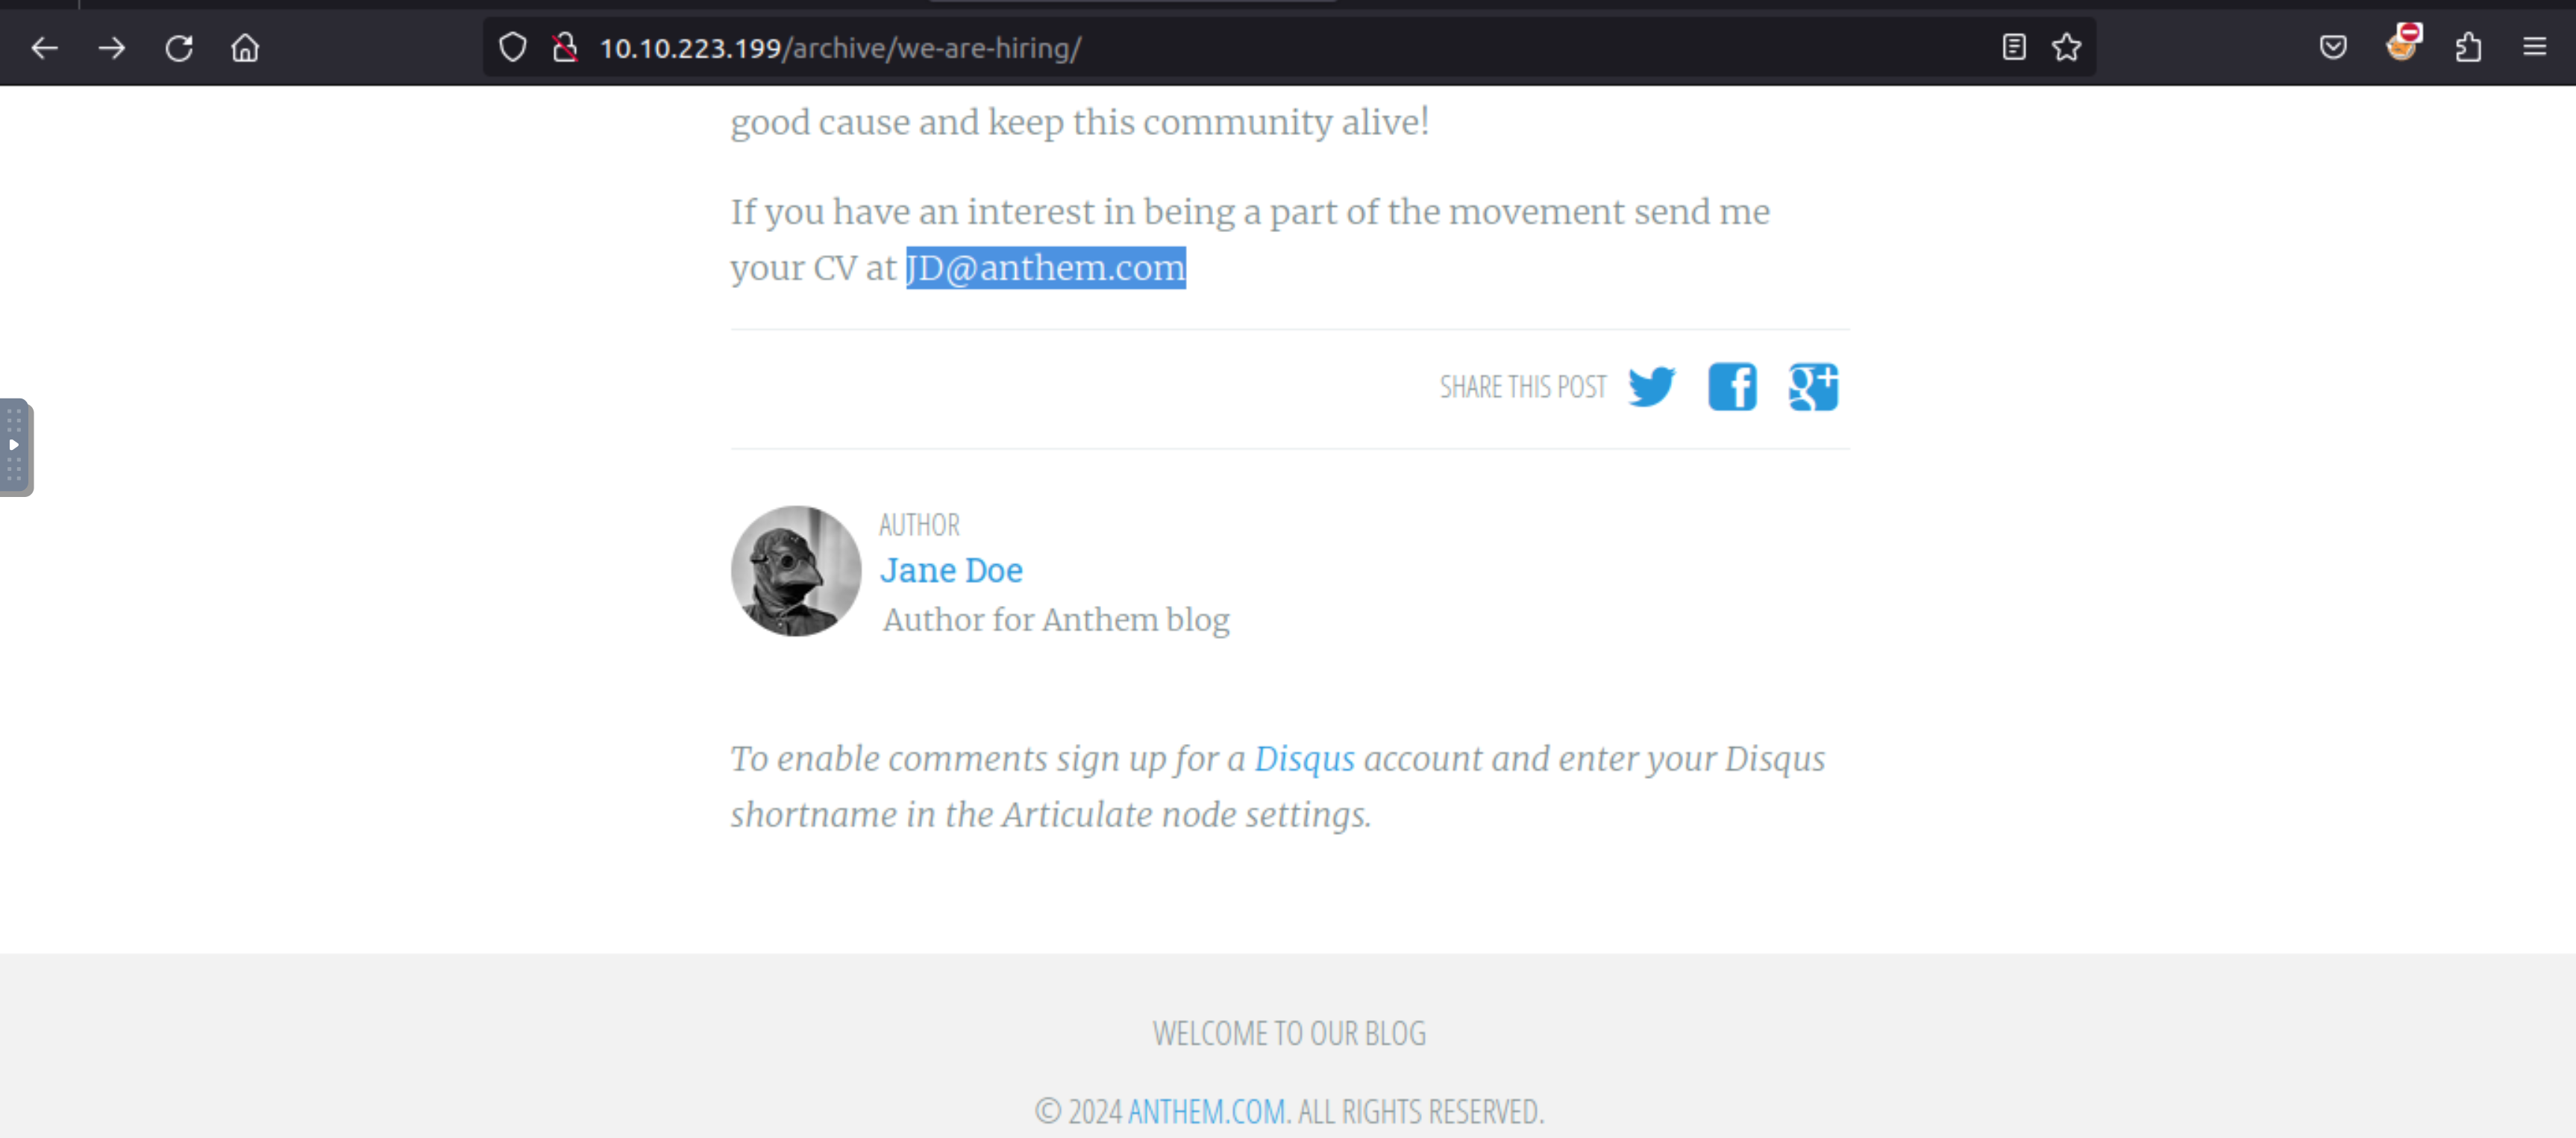 10.10.223.199/archive/we-are-hiring/
good cause and keep this community alive!
If you have an interest in being a part of the movement send me
your CV at JD@anthem.com
SHARE THIS POST
g+
AUTHOR
Jane Doe
Author for Anthem blog
To enable comments sign up for a Disqus account and enter your Disqus
shortname in the Articulate node settings.
WELCOME TO OUR BLOG
© 2024 ANTHEM.COM. ALL RIGHTS RESERVED.